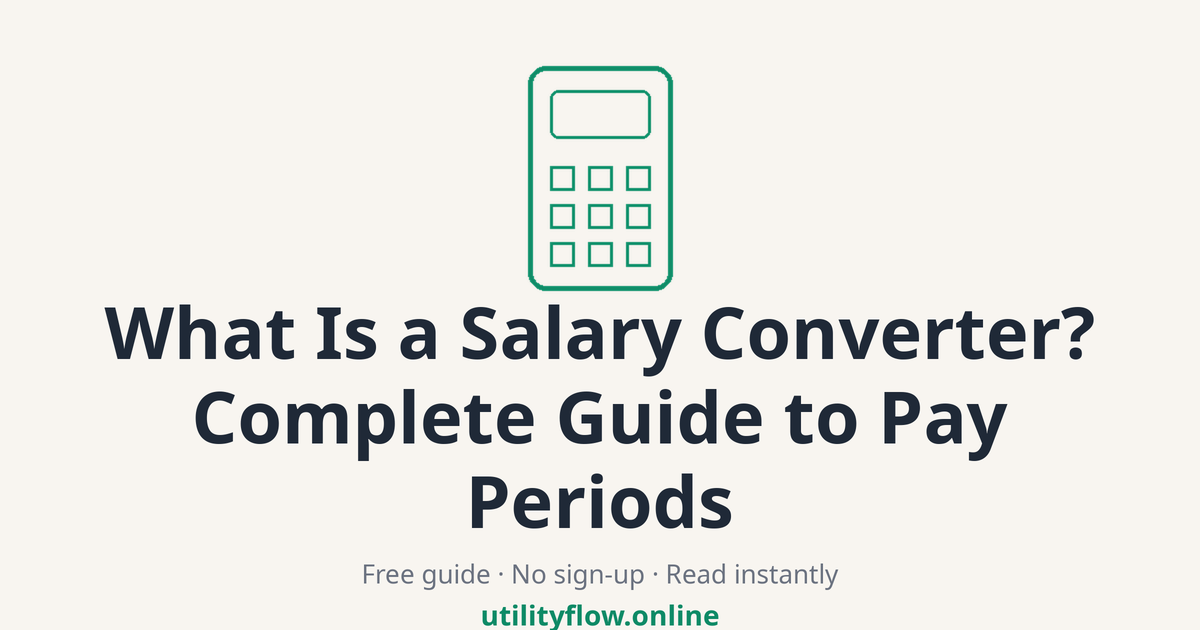 What Is a Salary Converter?
Complete Guide to Pay
Periods
Free guide · No sign-up · Read instantly
utilityflow.online